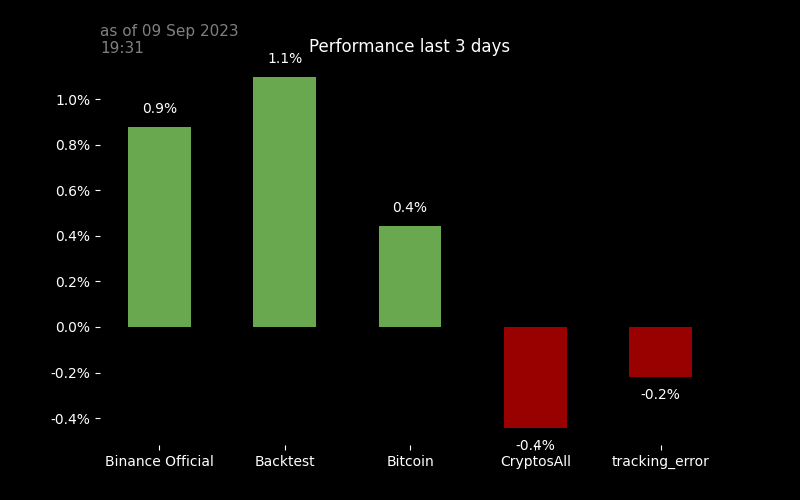 as of 09 Sep 2023
19:31
Performance last 3 days
1.1%
0.9%
0.4%
-0.2%
-0.4%
1.0%
0.8%
0.6%
0.4%
0.2%
0.0%
-0.2%
-0.4%
Binance Official
Backtest
Bitcoin
CryptosAll
tracking_error